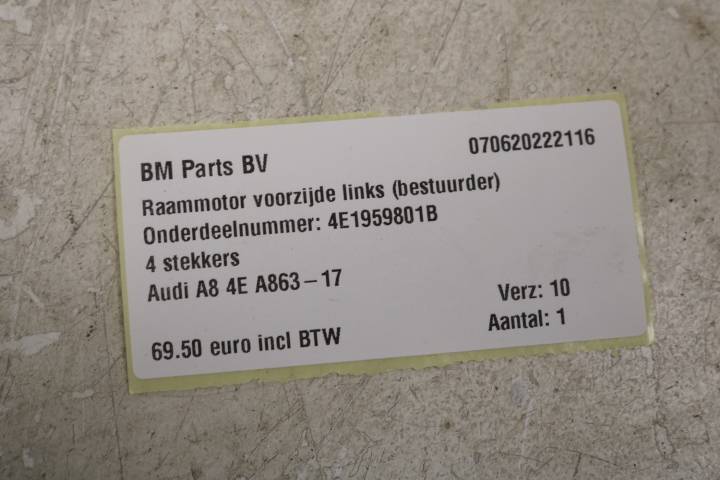 BM Parts BV
070620222116
Raammotor voorzijde links (bestuurder)
Onderdeelnummer: 4E1959801B
4 stekkers
Audi A8 4E A863-17
Verz: 10
Aantal: 1
69.50 euro incl BTW